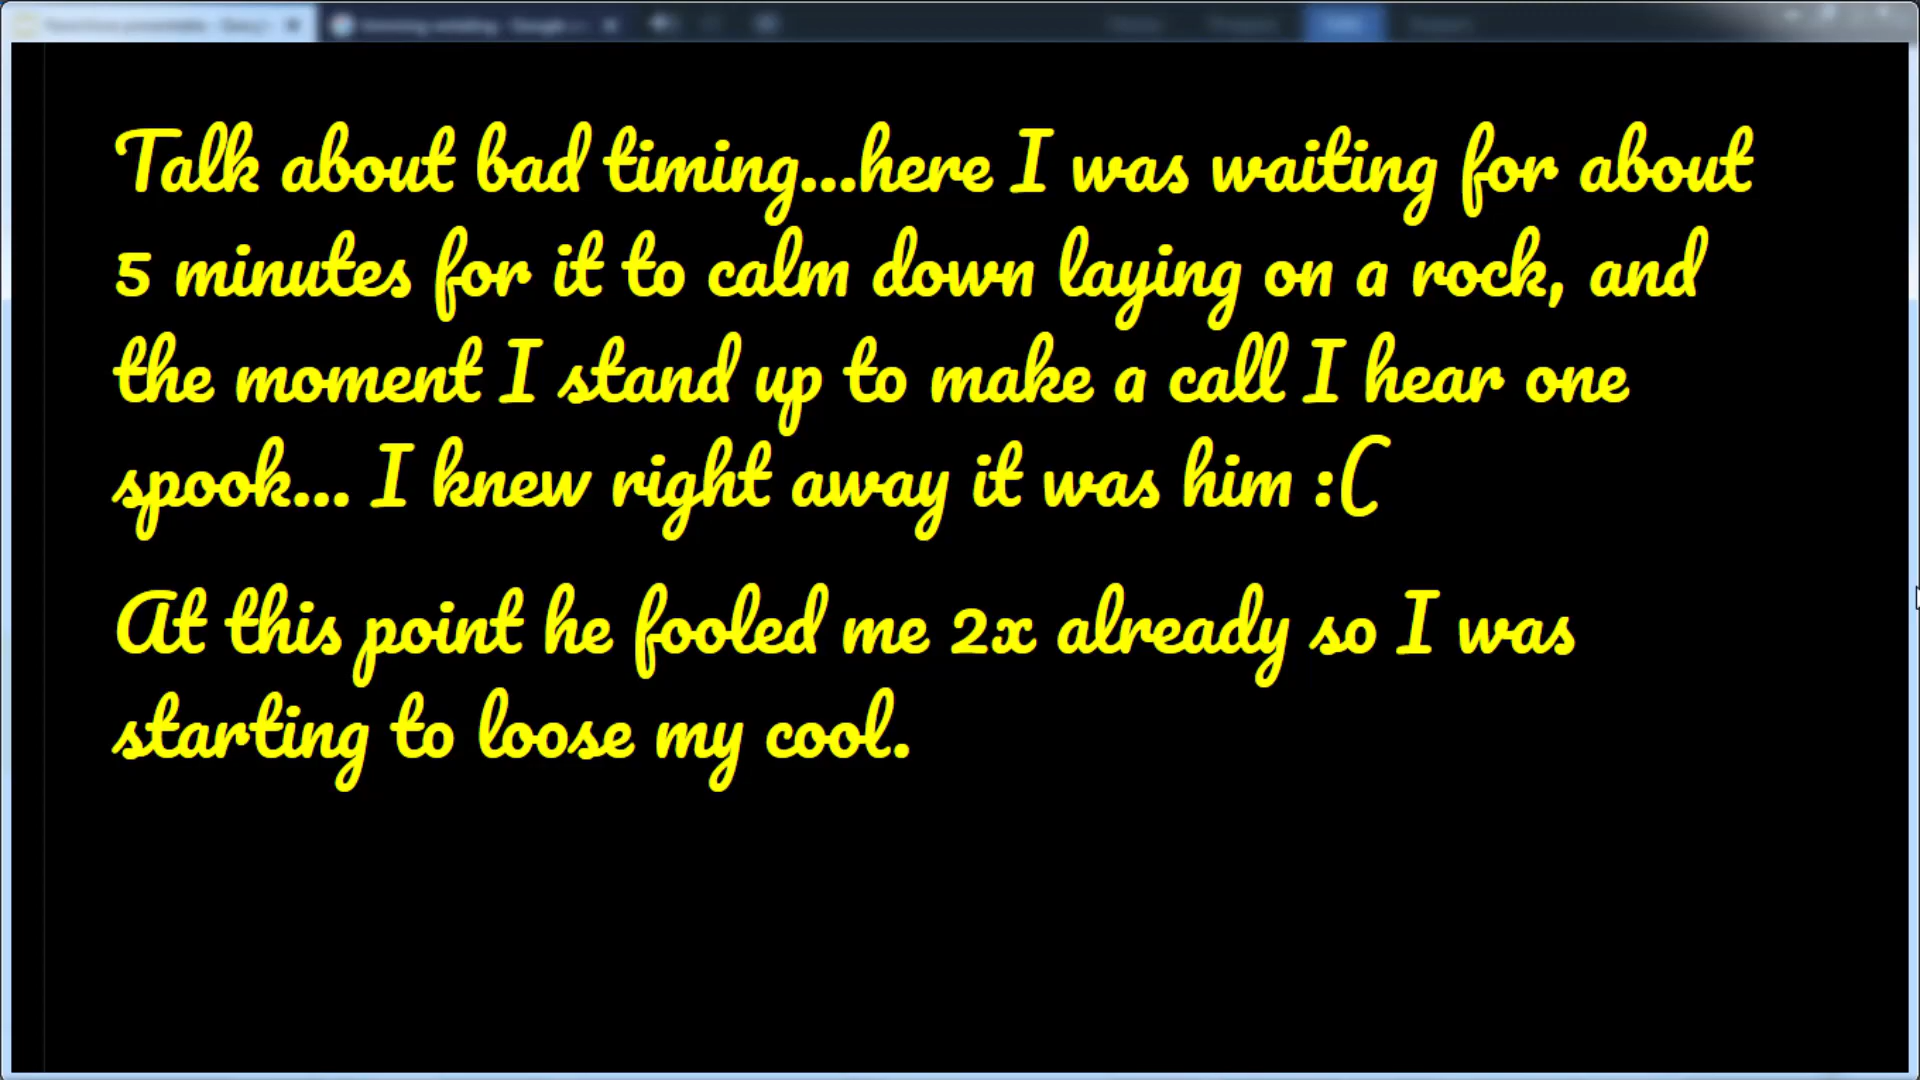 Talk about bad timing...here I was waiting for about
5 minutes for it to calm down laying on a rock, and
the moment I stand up to make a call I hear one
spook... I knew right away it was him :C
At this point he fooled me 2x already so I was
starting to loose my cool.